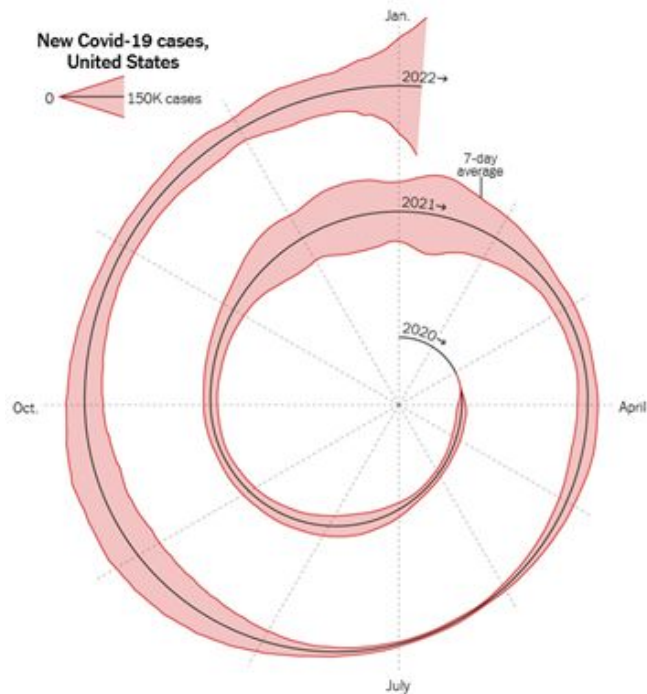 Jan.
New Covid-19 cases,
United States
0
150K cases
2022→
7-day
average
2021→
2020→
Oct.
April
July